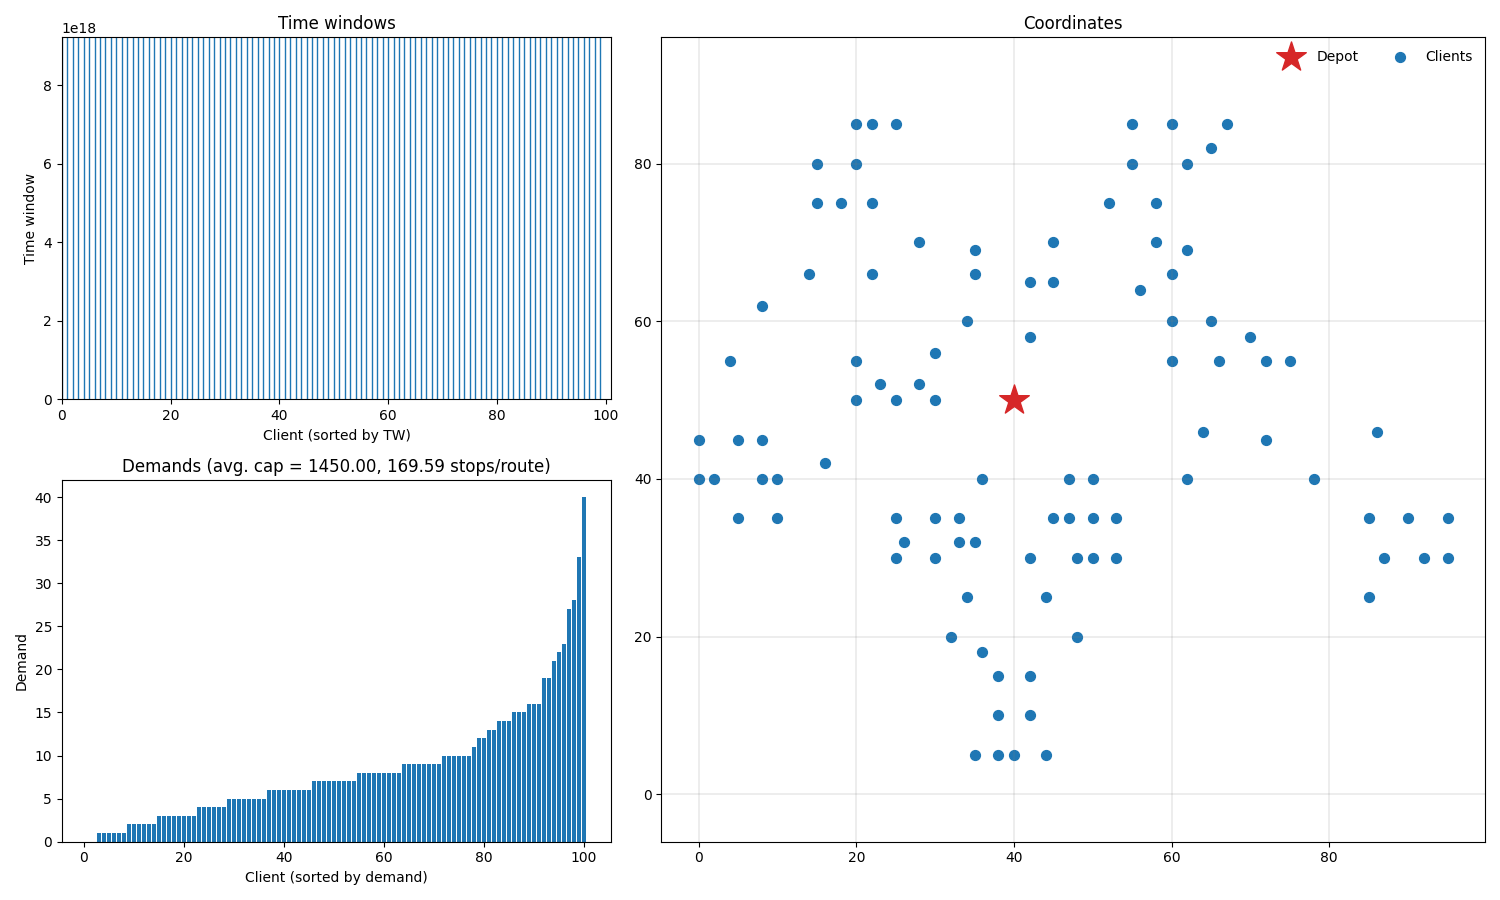 Time windows
1e18
8
6
4
2
0
Time window
0 20 40 60 80 100
Client (sorted by TW)
Demands (avg. cap = 1450.00, 169.59 stops/route)
40
35
30
25
20
15
10
5
0
Demand
0 20 40 60 80 100
Client (sorted by demand)
Coordinates
Depot Clients
80
60
40
20
0
0 20 40 60 80